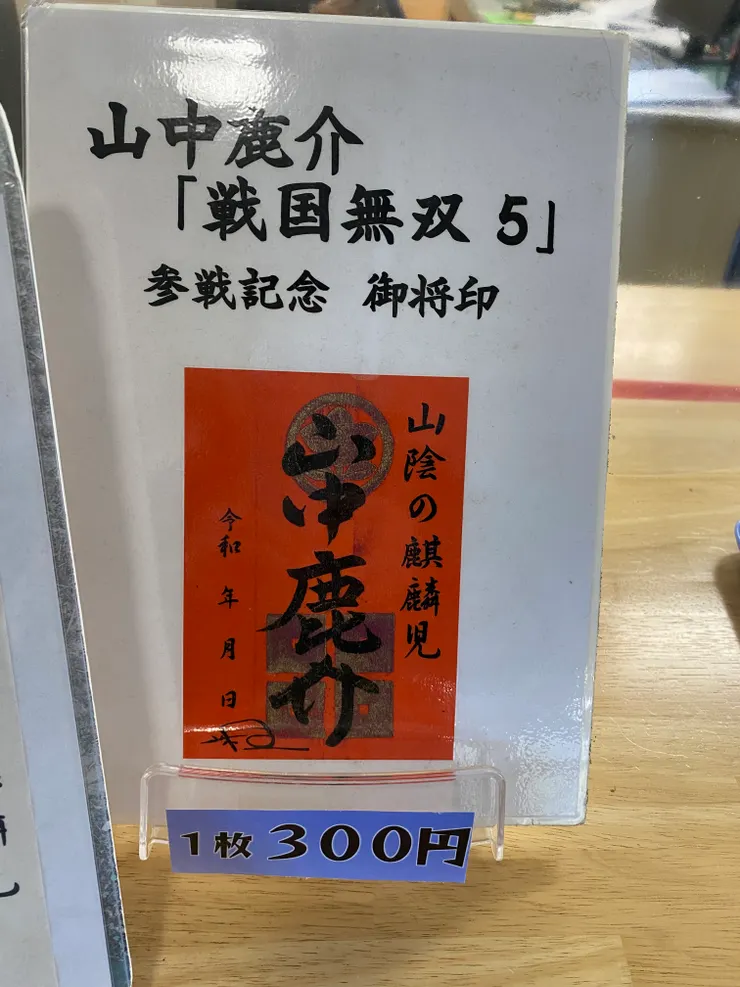 山中鹿介
「戦国無双 5」
参戦記念 御将印
山陰の麒麟児
山中鹿介
令和 年 月 日
1枚 300円